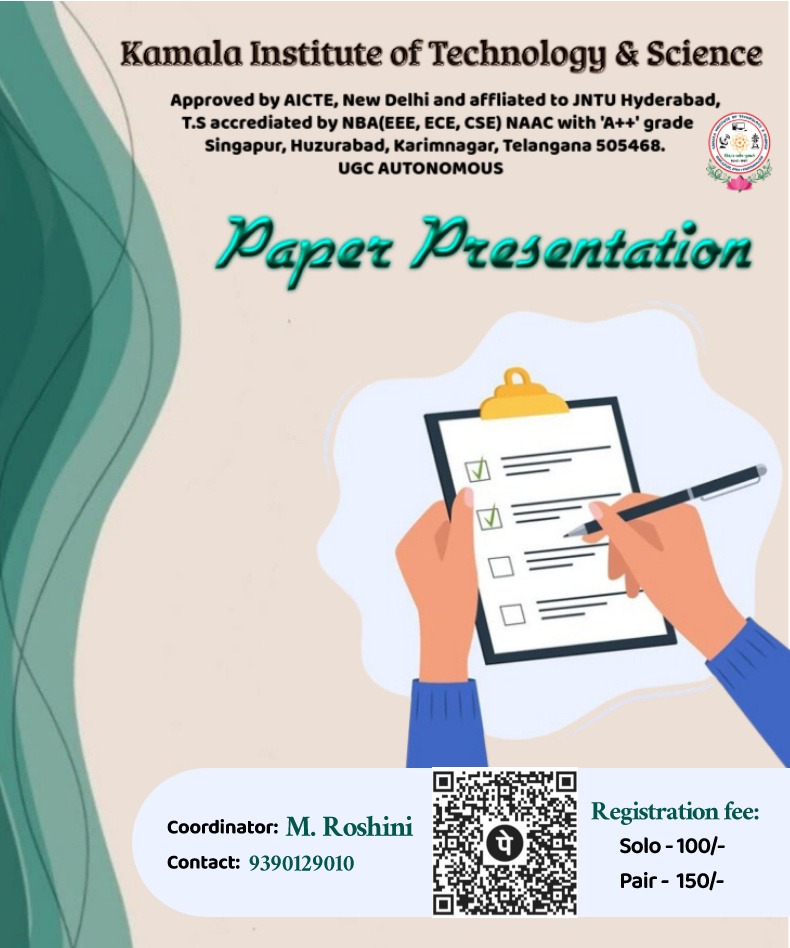 Kamala Institute of Technology & Science
Approved by AICTE, New Delhi and affliated to JNTU Hyderabad,
T.S accrediated by NBA(EEE, ECE, CSE) NAAC with 'A++' grade
Singapur, Huzurabad, Karimnagar, Telangana 505468.
UGC AUTONOMOUS
Paper Presentation
Coordinator: M. Roshini
Contact: 9390129010
पे
Registration fee:
Solo - 100/-
Pair - 150/-